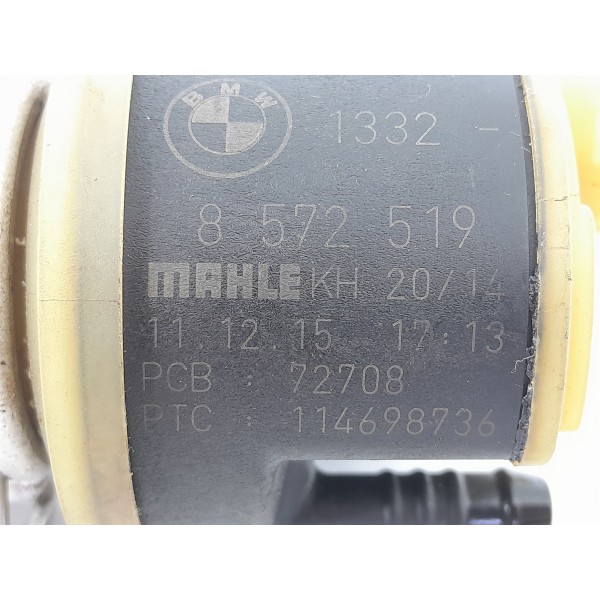 BMW
1332 -
8 572 519
MAHLE KH 20/14
11.12.15 17:13
PCB : 72708
PTC : 114698736